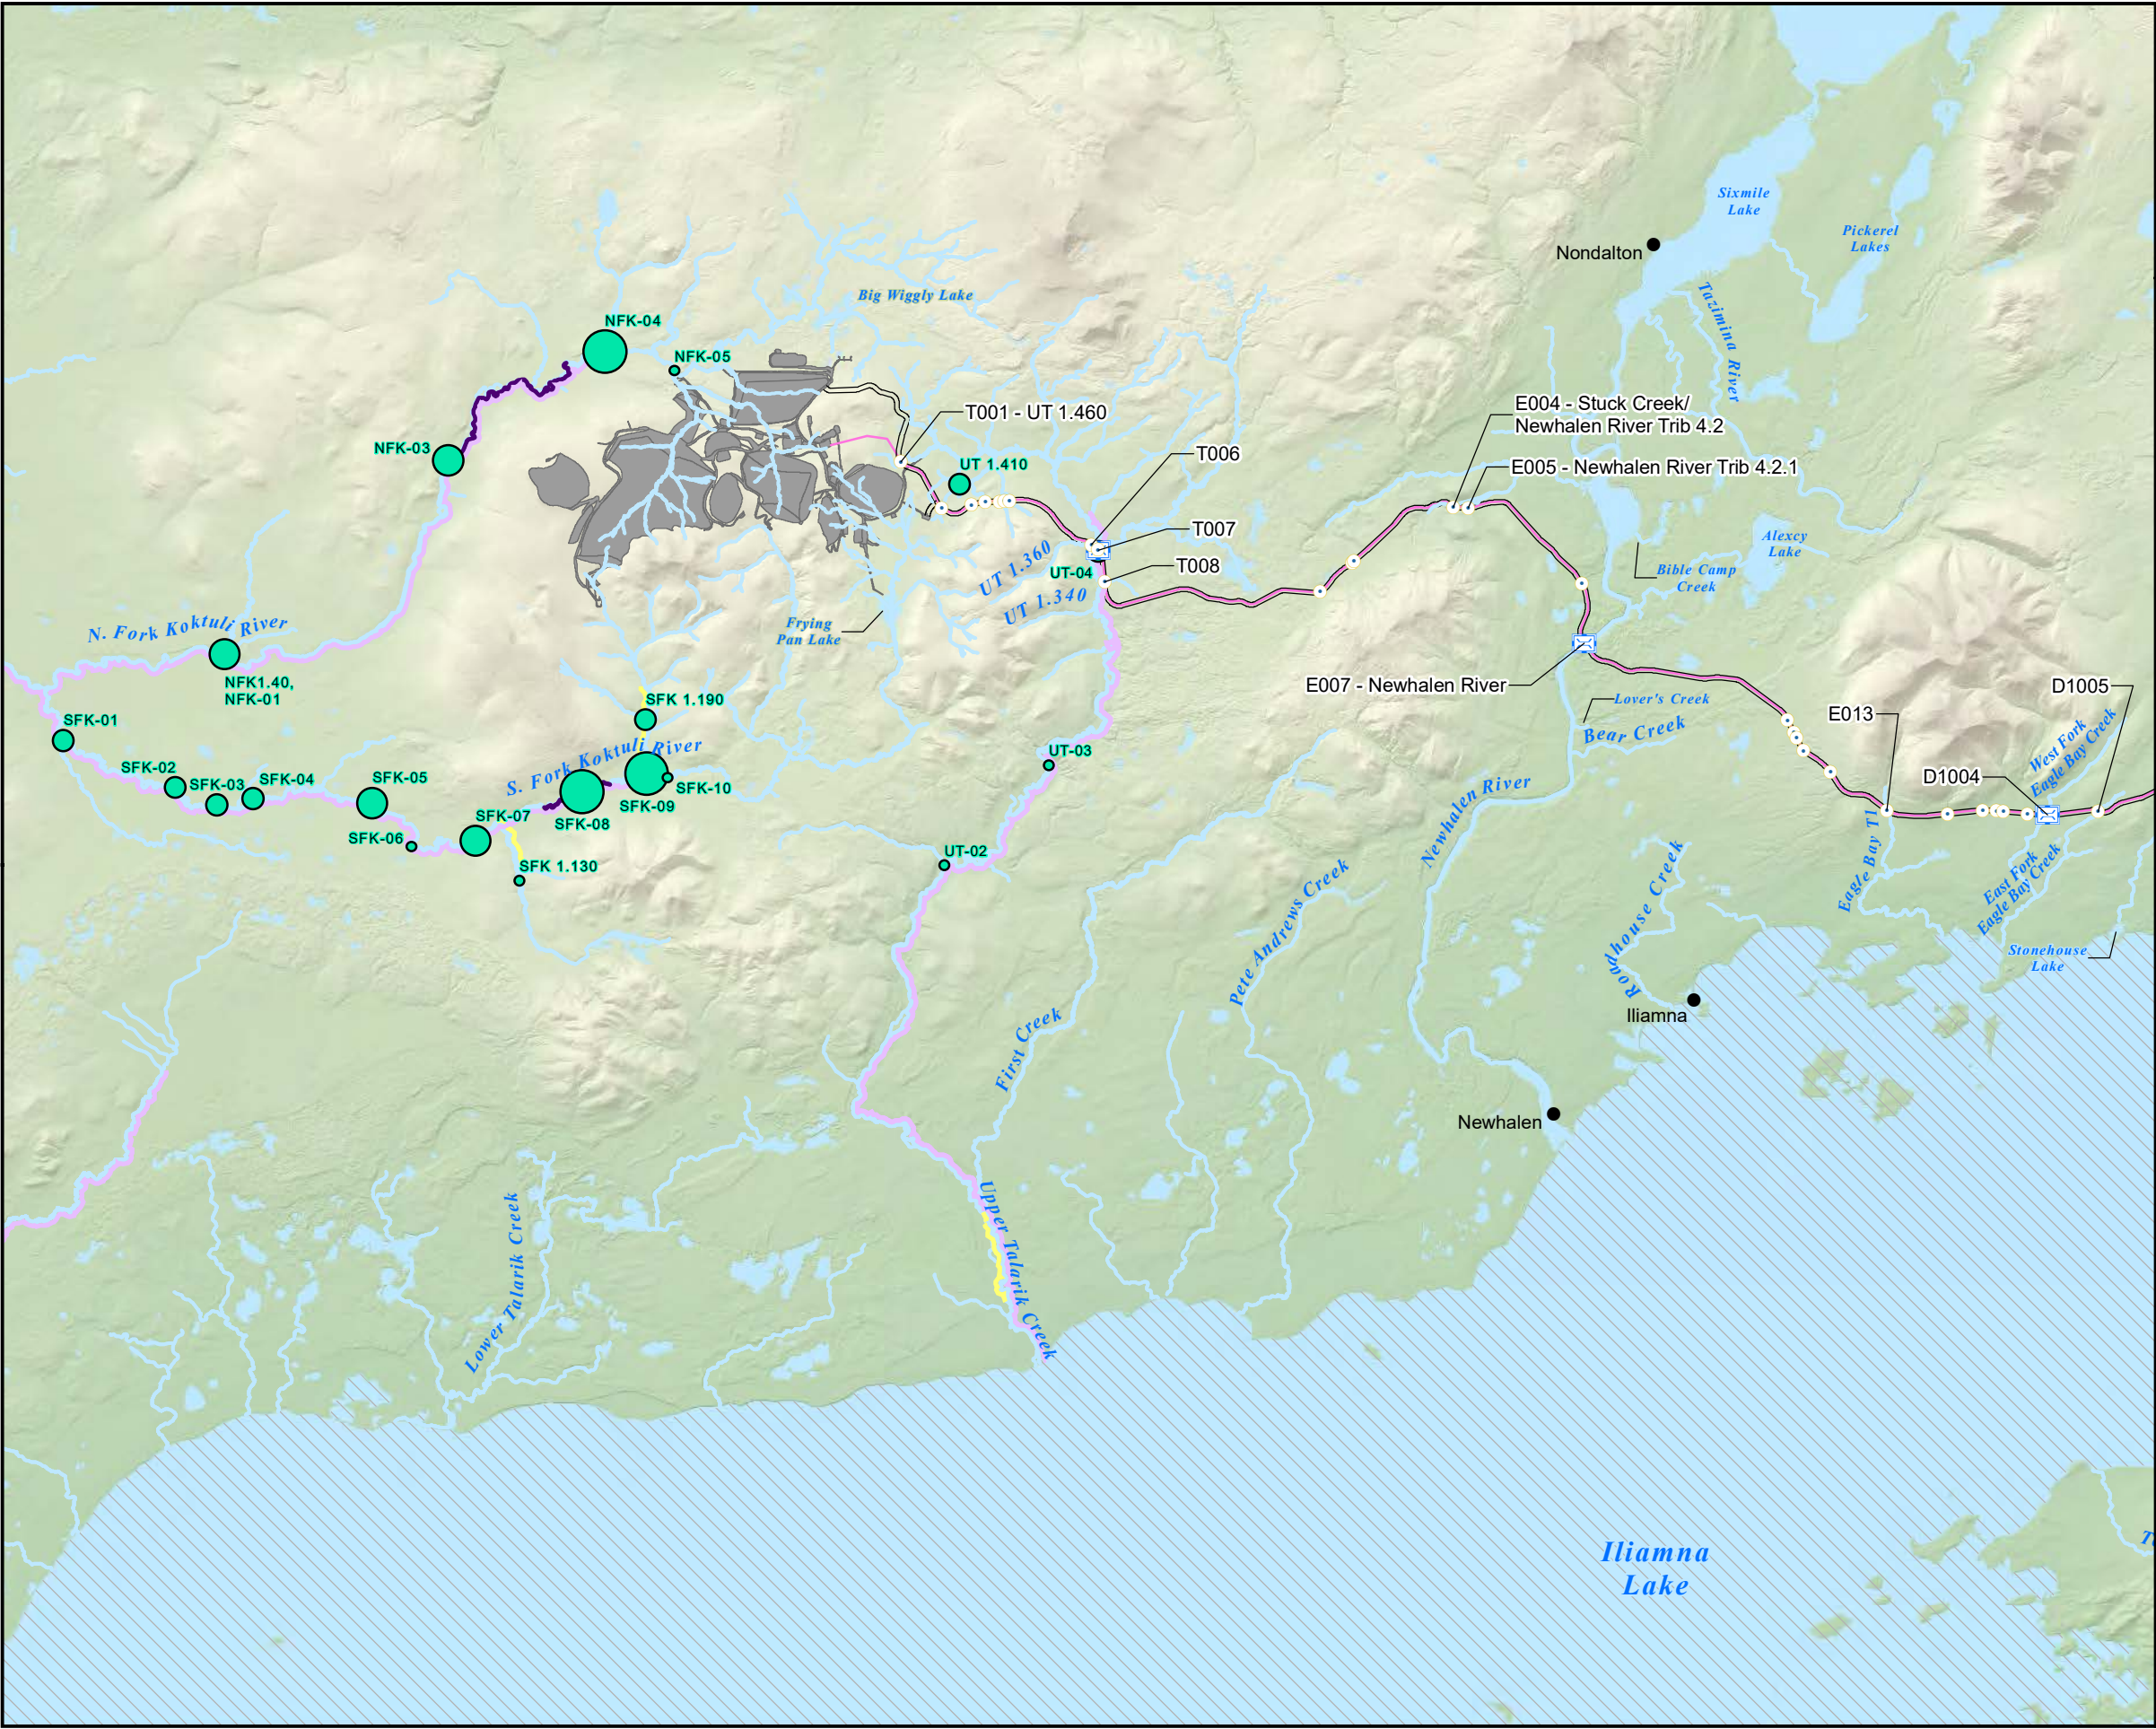 Sixmile
Lake
Pickerel
Lakes
Nondalton
Tazimina River
Big Wiggly Lake
NFK-04
NFK-05
T001 - UT 1.460
E004 - Stuck Creek/
Newhalen River Trib 4.2
NFK-03
T006
UT 1.410
E005 - Newhalen River Trib 4.2.1
T007
Alexcy
Lake
UT 1.360
UT-04
T008
Bible Camp
Creek
UT 1.340
N. Fork Koktuli River
Frying
Pan Lake
NFK1.40,
NFK-01
E007 - Newhalen River
D1005
SFK 1.190
Lover's Creek
E013
SFK-01
Bear Creek
West Fork
Eagle Bay Creek
S. Fork Koktuli River
UT-03
SFK-02
SFK-03
SFK-04
SFK-05
D1004
SFK-10
SFK-09
SFK-07
SFK-08
Newhalen River
SFK-06
UT-02
SFK 1.130
Eagle Bay T1
East Fork
Eagle Bay Creek
Pete Andrews Creek
Roadhouse Creek
Stonehouse
Lake
Iliamna
First Creek
Newhalen
Lower Talarik Creek
Upper Talarik Creek
Iliamna
Lake